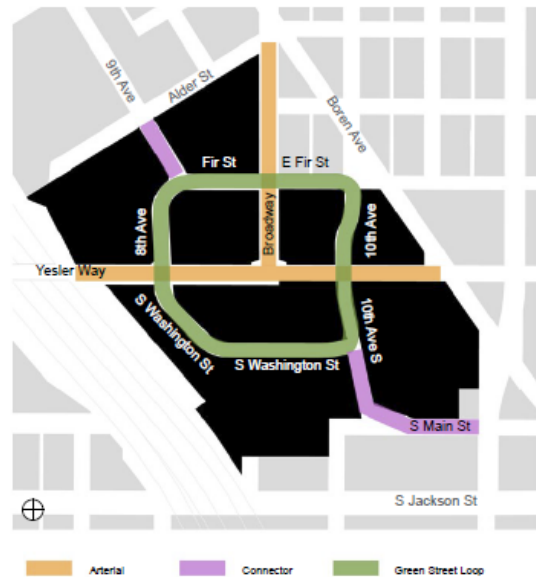 9th Ave
Alder St
Boren Ave
Fir St
E Fir St
8th Ave
Broadway
10th Ave
Yesler Way
S Washington St
10th Ave S
S Washington St
S Main St
S Jackson St
Arterial
Connector
Green Street Loop